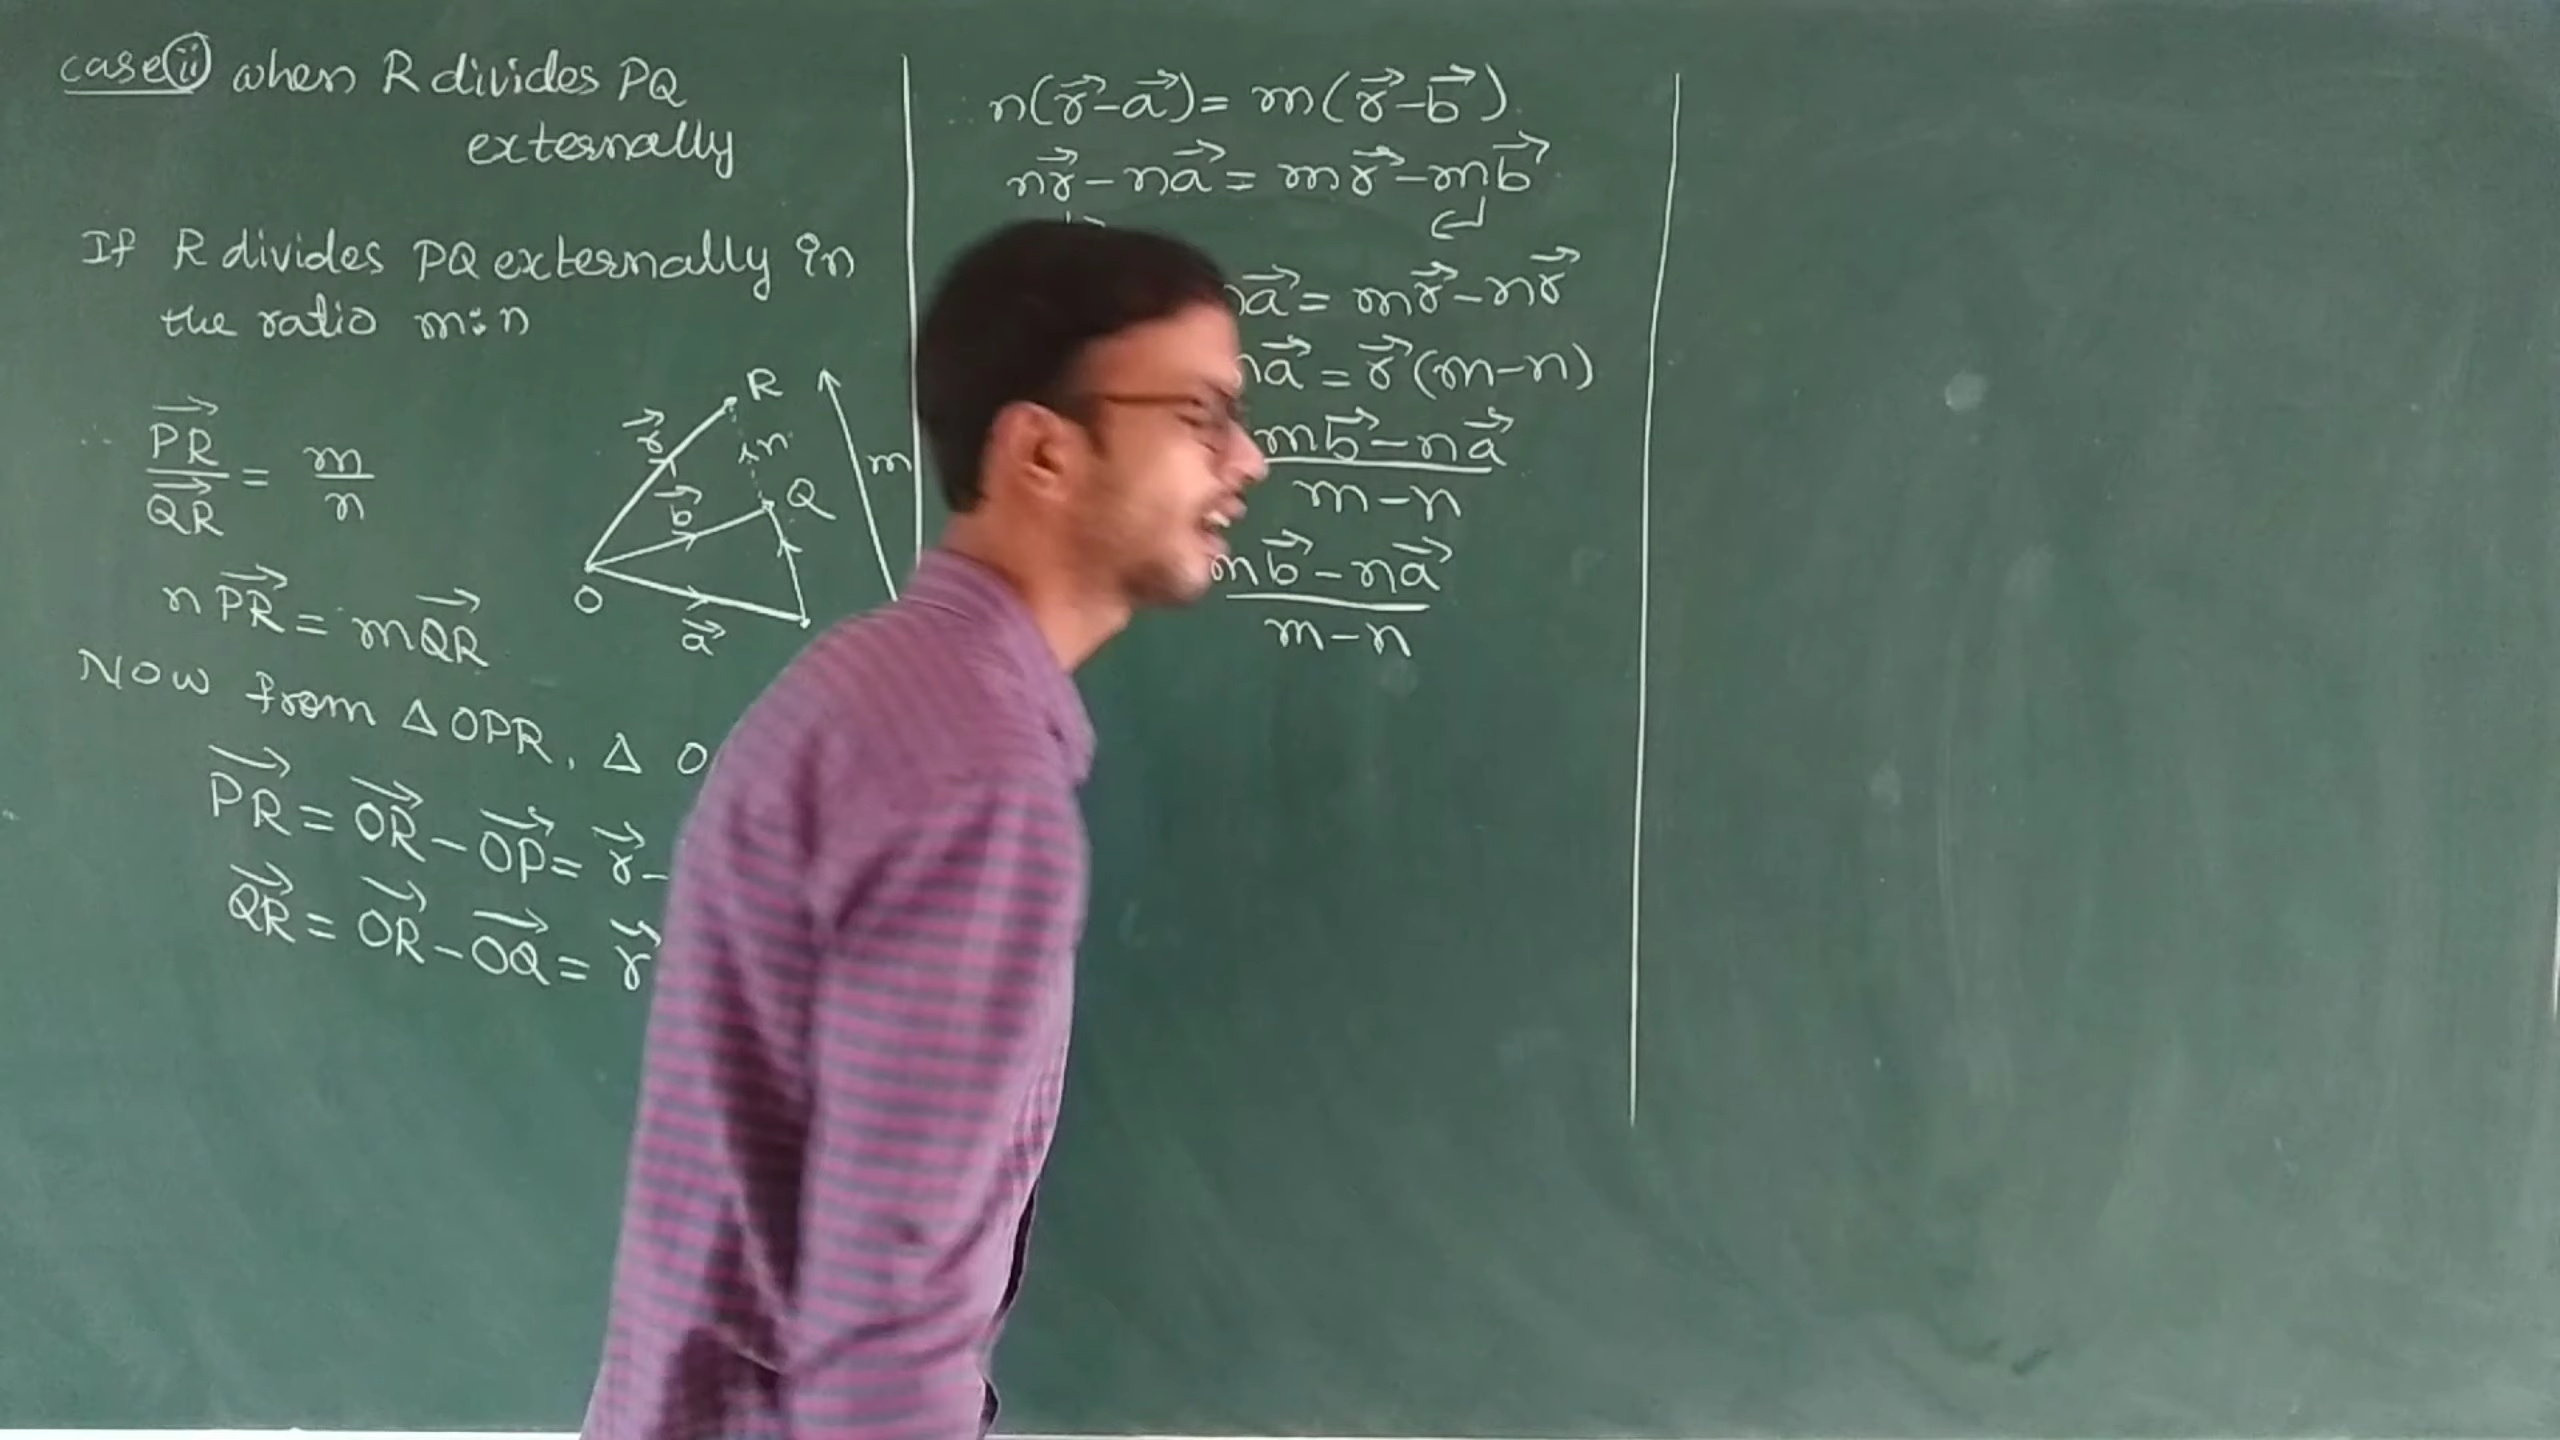 case (ii) when R divides PQ
externally
If R divides PQ externally in
the ratio m:n
PR⃗/QR⃗ = m/n
n PR⃗ = m QR⃗
Now from Δ OPR, Δ O
PR⃗ = OR⃗ - OP⃗ = r⃗ -
QR⃗ = OR⃗ - OQ⃗ = r⃗
R
r⃗
n
m
b⃗
Q
O
a⃗
n(r⃗ - a⃗) = m(r⃗ - b⃗)
nr⃗ - na⃗ = mr⃗ - mb⃗
a⃗ = mr⃗ - nr⃗
a⃗ = r⃗(m-n)
mb⃗ - na⃗
m-n
mb⃗ - na⃗
m-n